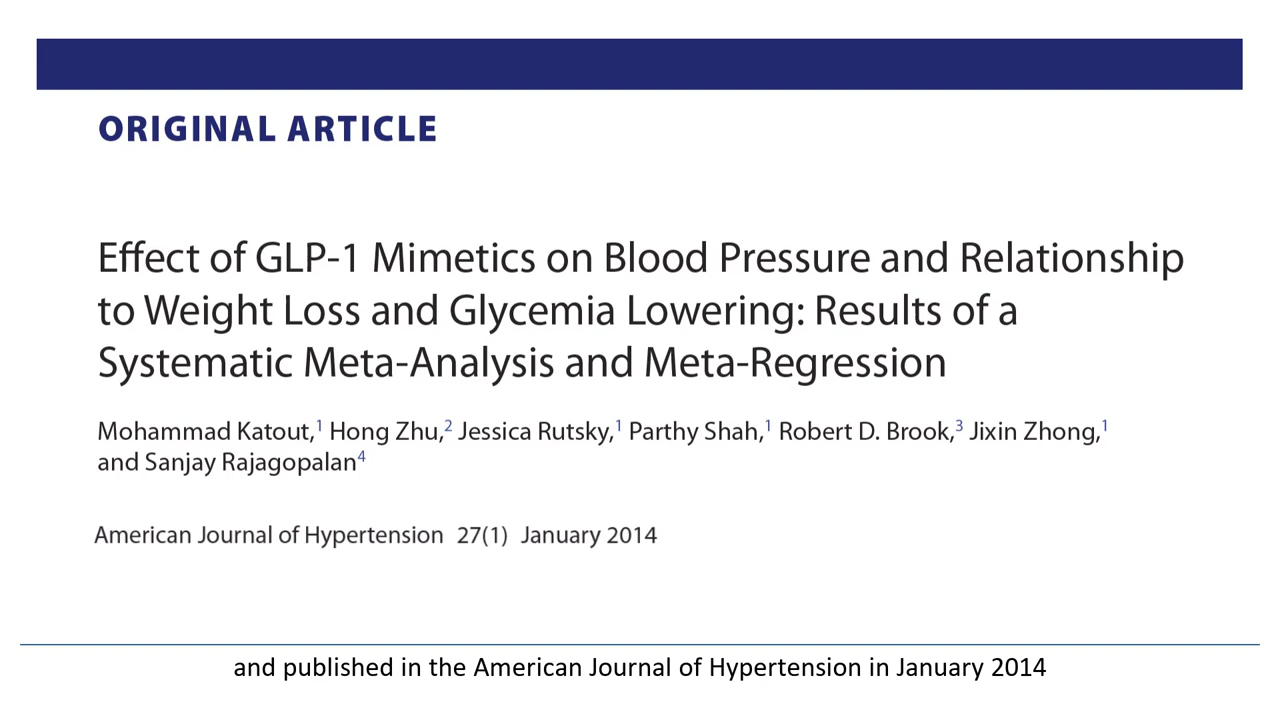 ORIGINAL ARTICLE
Effect of GLP-1 Mimetics on Blood Pressure and Relationship
to Weight Loss and Glycemia Lowering: Results of a
Systematic Meta-Analysis and Meta-Regression
Mohammad Katout,1 Hong Zhu,2 Jessica Rutsky,1 Parthy Shah,1 Robert D. Brook,3 Jixin Zhong,1
and Sanjay Rajagopalan4
American Journal of Hypertension 27(1) January 2014
and published in the American Journal of Hypertension in January 2014